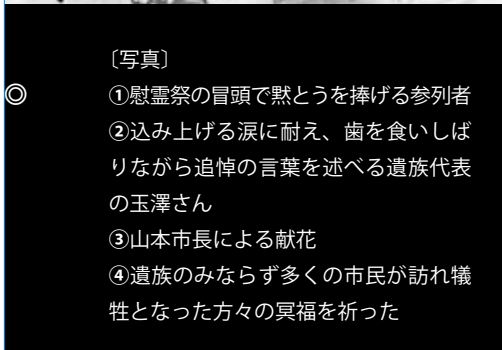 〔写真〕
◎ ①慰霊祭の冒頭で黙とうを捧げる参列者
②込み上げる涙に耐え、歯を食いしば
りながら追悼の言葉を述べる遺族代表
の玉澤さん
③山本市長による献花
④遺族のみならず多くの市民が訪れ犠
牲となった方々の冥福を祈った